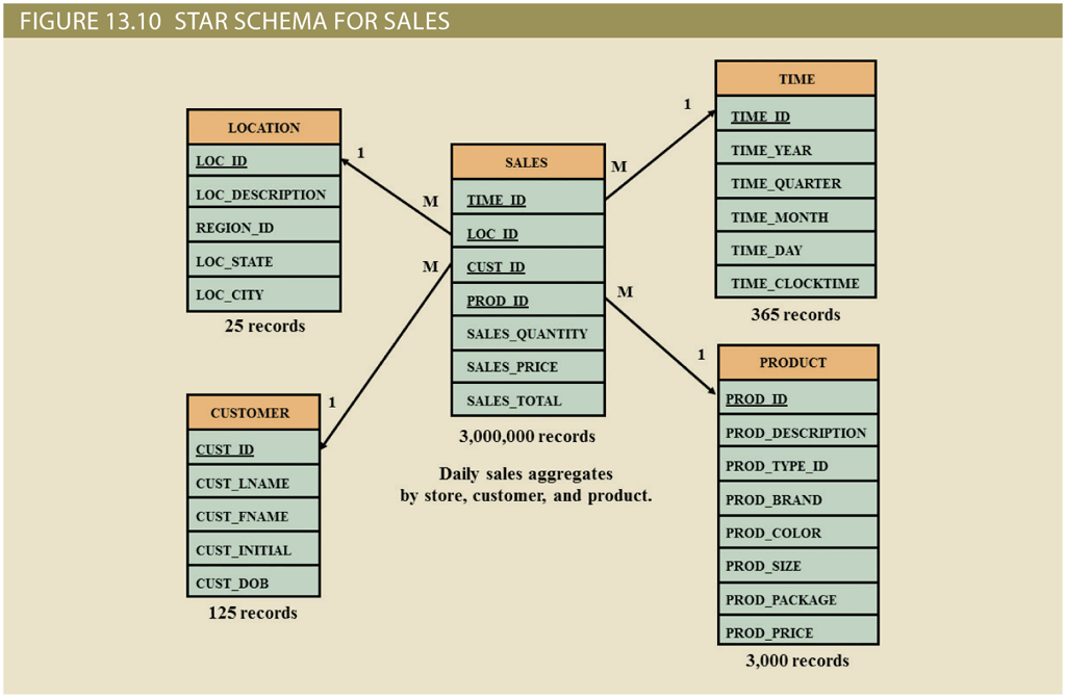 FIGURE 13.10 STAR SCHEMA FOR SALES
LOCATION
LOC_ID
LOC_DESCRIPTION
REGION_ID
LOC_STATE
LOC_CITY
25 records
1
M
CUSTOMER
CUST_ID
CUST_LNAME
CUST_FNAME
CUST_INITIAL
CUST_DOB
125 records
1
M
SALES
TIME_ID
LOC_ID
CUST_ID
PROD_ID
SALES_QUANTITY
SALES_PRICE
SALES_TOTAL
3,000,000 records
Daily sales aggregates
by store, customer, and product.
M
1
TIME
TIME_ID
TIME_YEAR
TIME_QUARTER
TIME_MONTH
TIME_DAY
TIME_CLOCKTIME
365 records
M
1
PRODUCT
PROD_ID
PROD_DESCRIPTION
PROD_TYPE_ID
PROD_BRAND
PROD_COLOR
PROD_SIZE
PROD_PACKAGE
PROD_PRICE
3,000 records